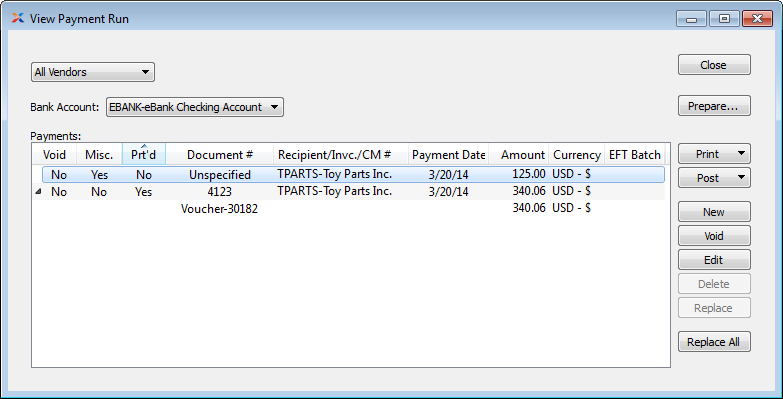 View Payment Run
All Vendors
Close
Bank Account: EBANK-eBank Checking Account
Prepare...
Payments:
Void Misc. Prt'd Document # Recipient/Invc./CM # Payment Date Amount Currency EFT Batch
Print
No Yes No Unspecified TPARTS-Toy Parts Inc. 3/20/14 125.00 USD - $
Post
No No Yes 4123 TPARTS-Toy Parts Inc. 3/20/14 340.06 USD - $
Voucher-30182 340.06 USD - $
New
Void
Edit
Delete
Replace
Replace All